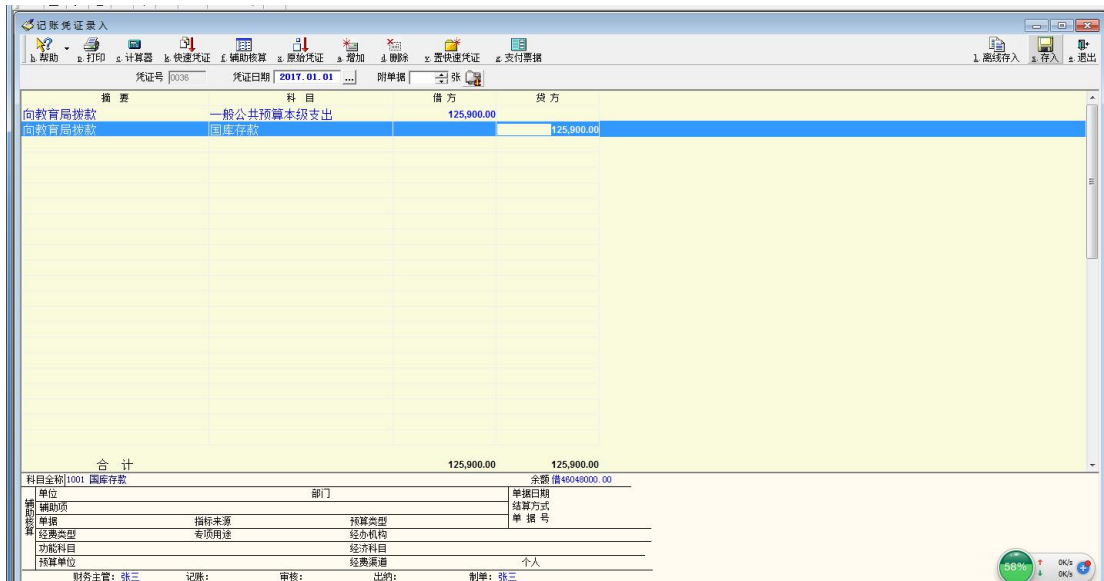 记账凭证录入
h.帮助 p.打印 c.计算器 k.快速凭证 f.辅助核算 z.原始凭证 a.增加 d.删除 v.置快速凭证 z.支付票据 l.离线存入 s.存入 e.退出
凭证号 0036 凭证日期 2017.01.01 ... 附单据 张
摘 要 科 目 借 方 贷 方
向教育局拨款 一般公共预算本级支出 125,900.00
向教育局拨款 国库存款 125,900.00
合 计 125,900.00 125,900.00
科目全称 1001 国库存款 余额 借46048000.00
辅助核算
单位 部门 单据日期
辅助项 结算方式
单据 指标来源 预算类型 单 据 号
经费类型 专项用途 经办机构
功能科目 经济科目
预算单位 经费渠道 个人
财务主管: 张三 记账: 审核: 出纳: 制单: 张三
58% 0K/s
0K/s